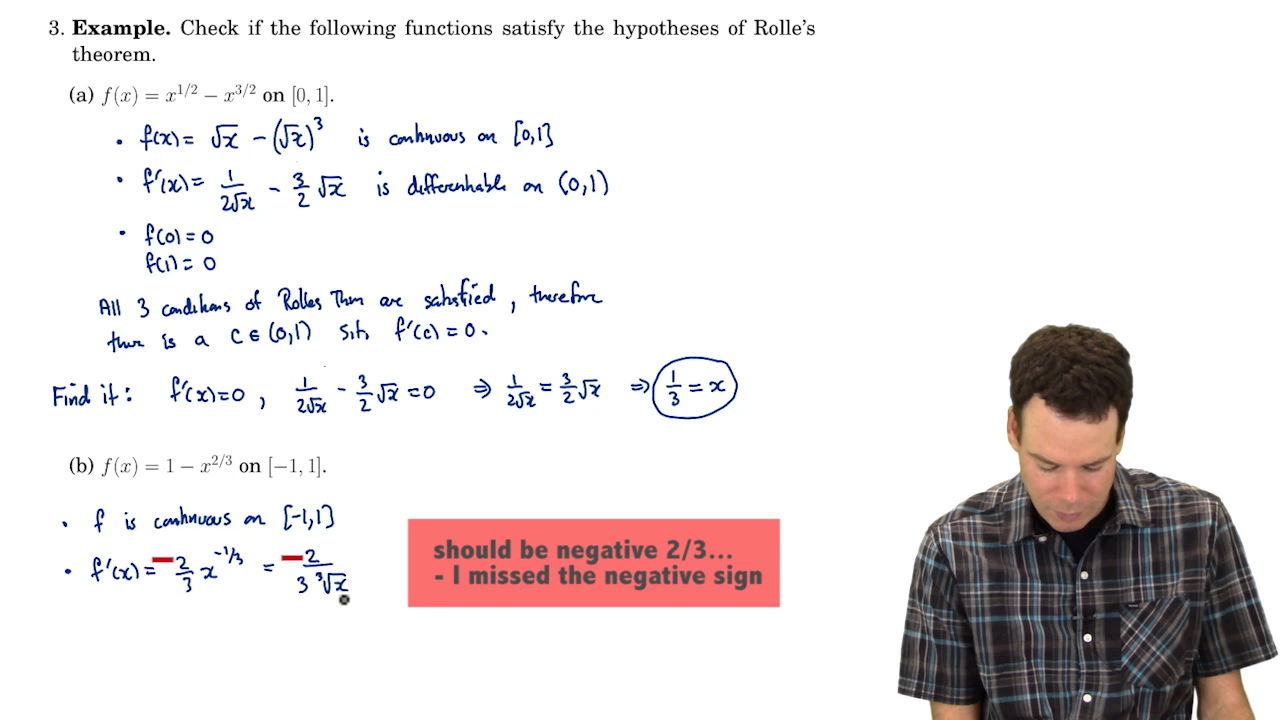 3. Example. Check if the following functions satisfy the hypotheses of Rolle's
theorem.
(a) f(x) = x^{1/2} − x^{3/2} on [0, 1].
• f(x) = √x − (√x)^3 is continuous on [0,1]
• f'(x) = 1/(2√x) − 3/2 √x is differentiable on (0,1)
• f(0) = 0
f(1) = 0
All 3 conditions of Rolles Thm are satisfied, therefore
there is a c ∈ (0,1) s.t. f'(c) = 0.
Find it: f'(x) = 0, 1/(2√x) − 3/2 √x = 0 ⇒ 1/(2√x) = 3/2 √x ⇒ 1/3 = x
(b) f(x) = 1 − x^{2/3} on [−1, 1].
• f is continuous on [-1,1]
• f'(x) = −2/3 x^{-1/3} = −2/(3 ∛x)
should be negative 2/3...
- I missed the negative sign